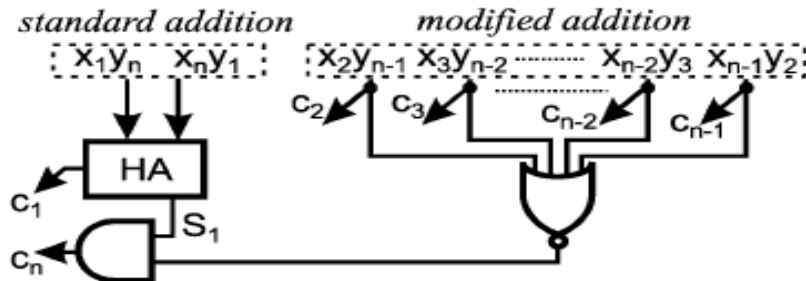 standard addition modified addition
x₁yₙ xₙy₁ x₂yₙ₋₁ x₃yₙ₋₂ ........ xₙ₋₂y₃ xₙ₋₁y₂
c₂ c₃ cₙ₋₂ cₙ₋₁
HA
c₁
S₁
cₙ